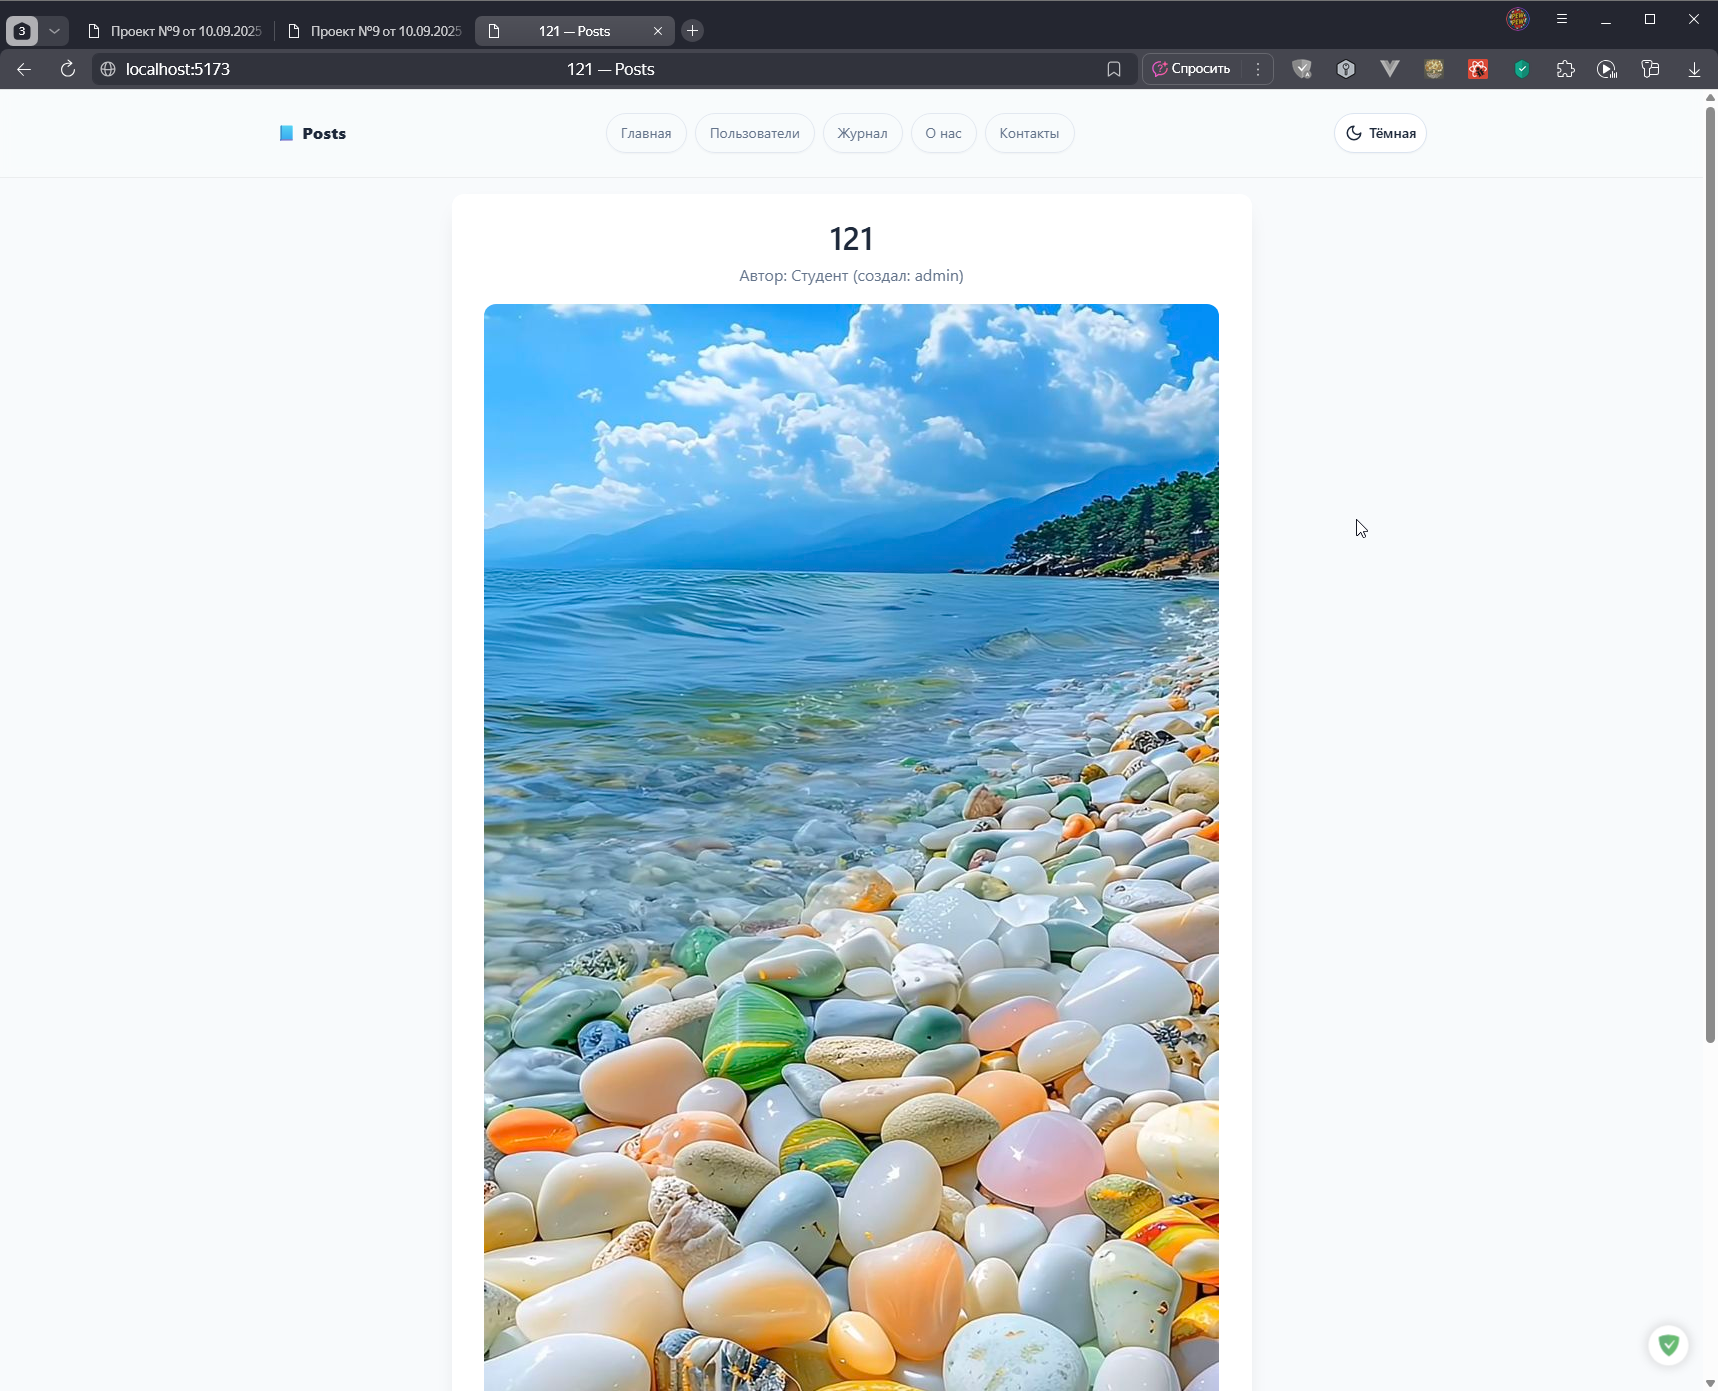 3
Проект №9 от 10.09.2025
Проект №9 от 10.09.2025
121 — Posts
localhost:5173
121 — Posts
Спросить
Posts
Главная
Пользователи
Журнал
О нас
Контакты
Тёмная
121
Автор: Студент (создал: admin)